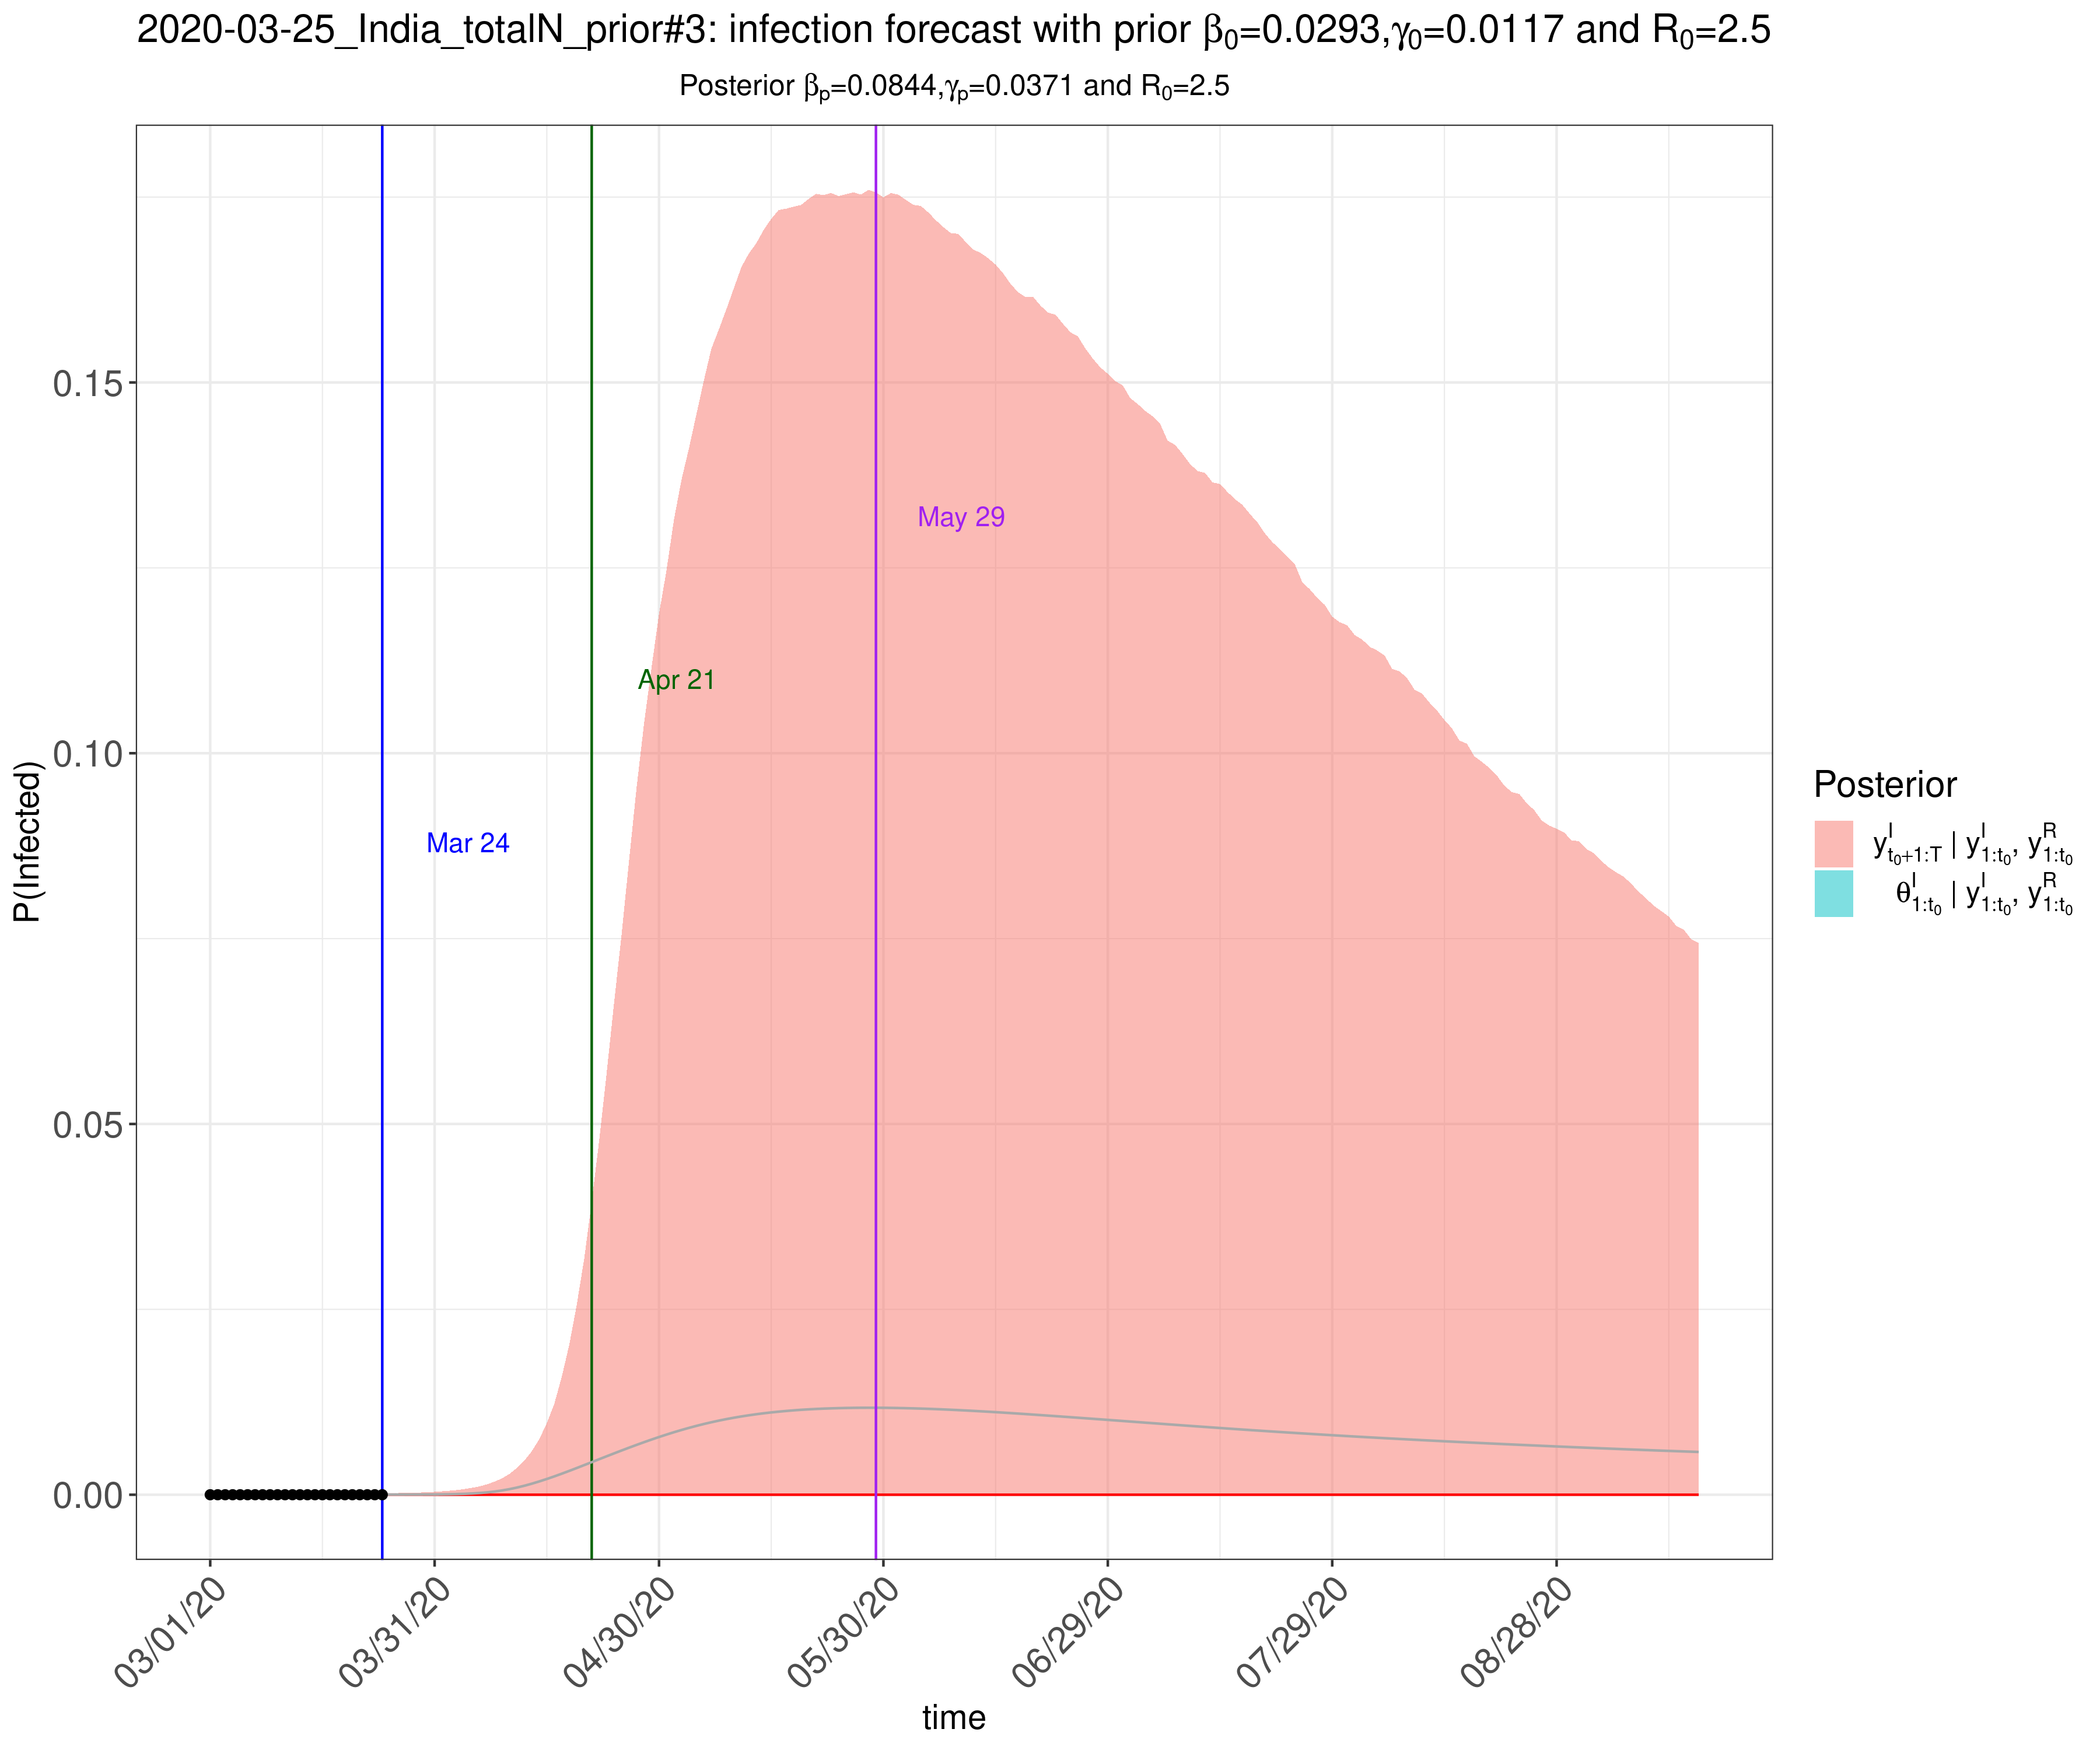 2020-03-25_India_totalN_prior#3: infection forecast with prior β₀=0.0293,γ₀=0.0117 and R₀=2.5
Posterior βₚ=0.0844,γₚ=0.0371 and R₀=2.5
P(Infected)
0.15
0.10
0.05
0.00
May 29
Apr 21
Mar 24
03/01/20
03/31/20
04/30/20
05/30/20
06/29/20
07/29/20
08/28/20
time
Posterior
y^I_{t₀+1:T} | y^I_{1:t₀}, y^R_{1:t₀}
θ^I_{1:t₀} | y^I_{1:t₀}, y^R_{1:t₀}